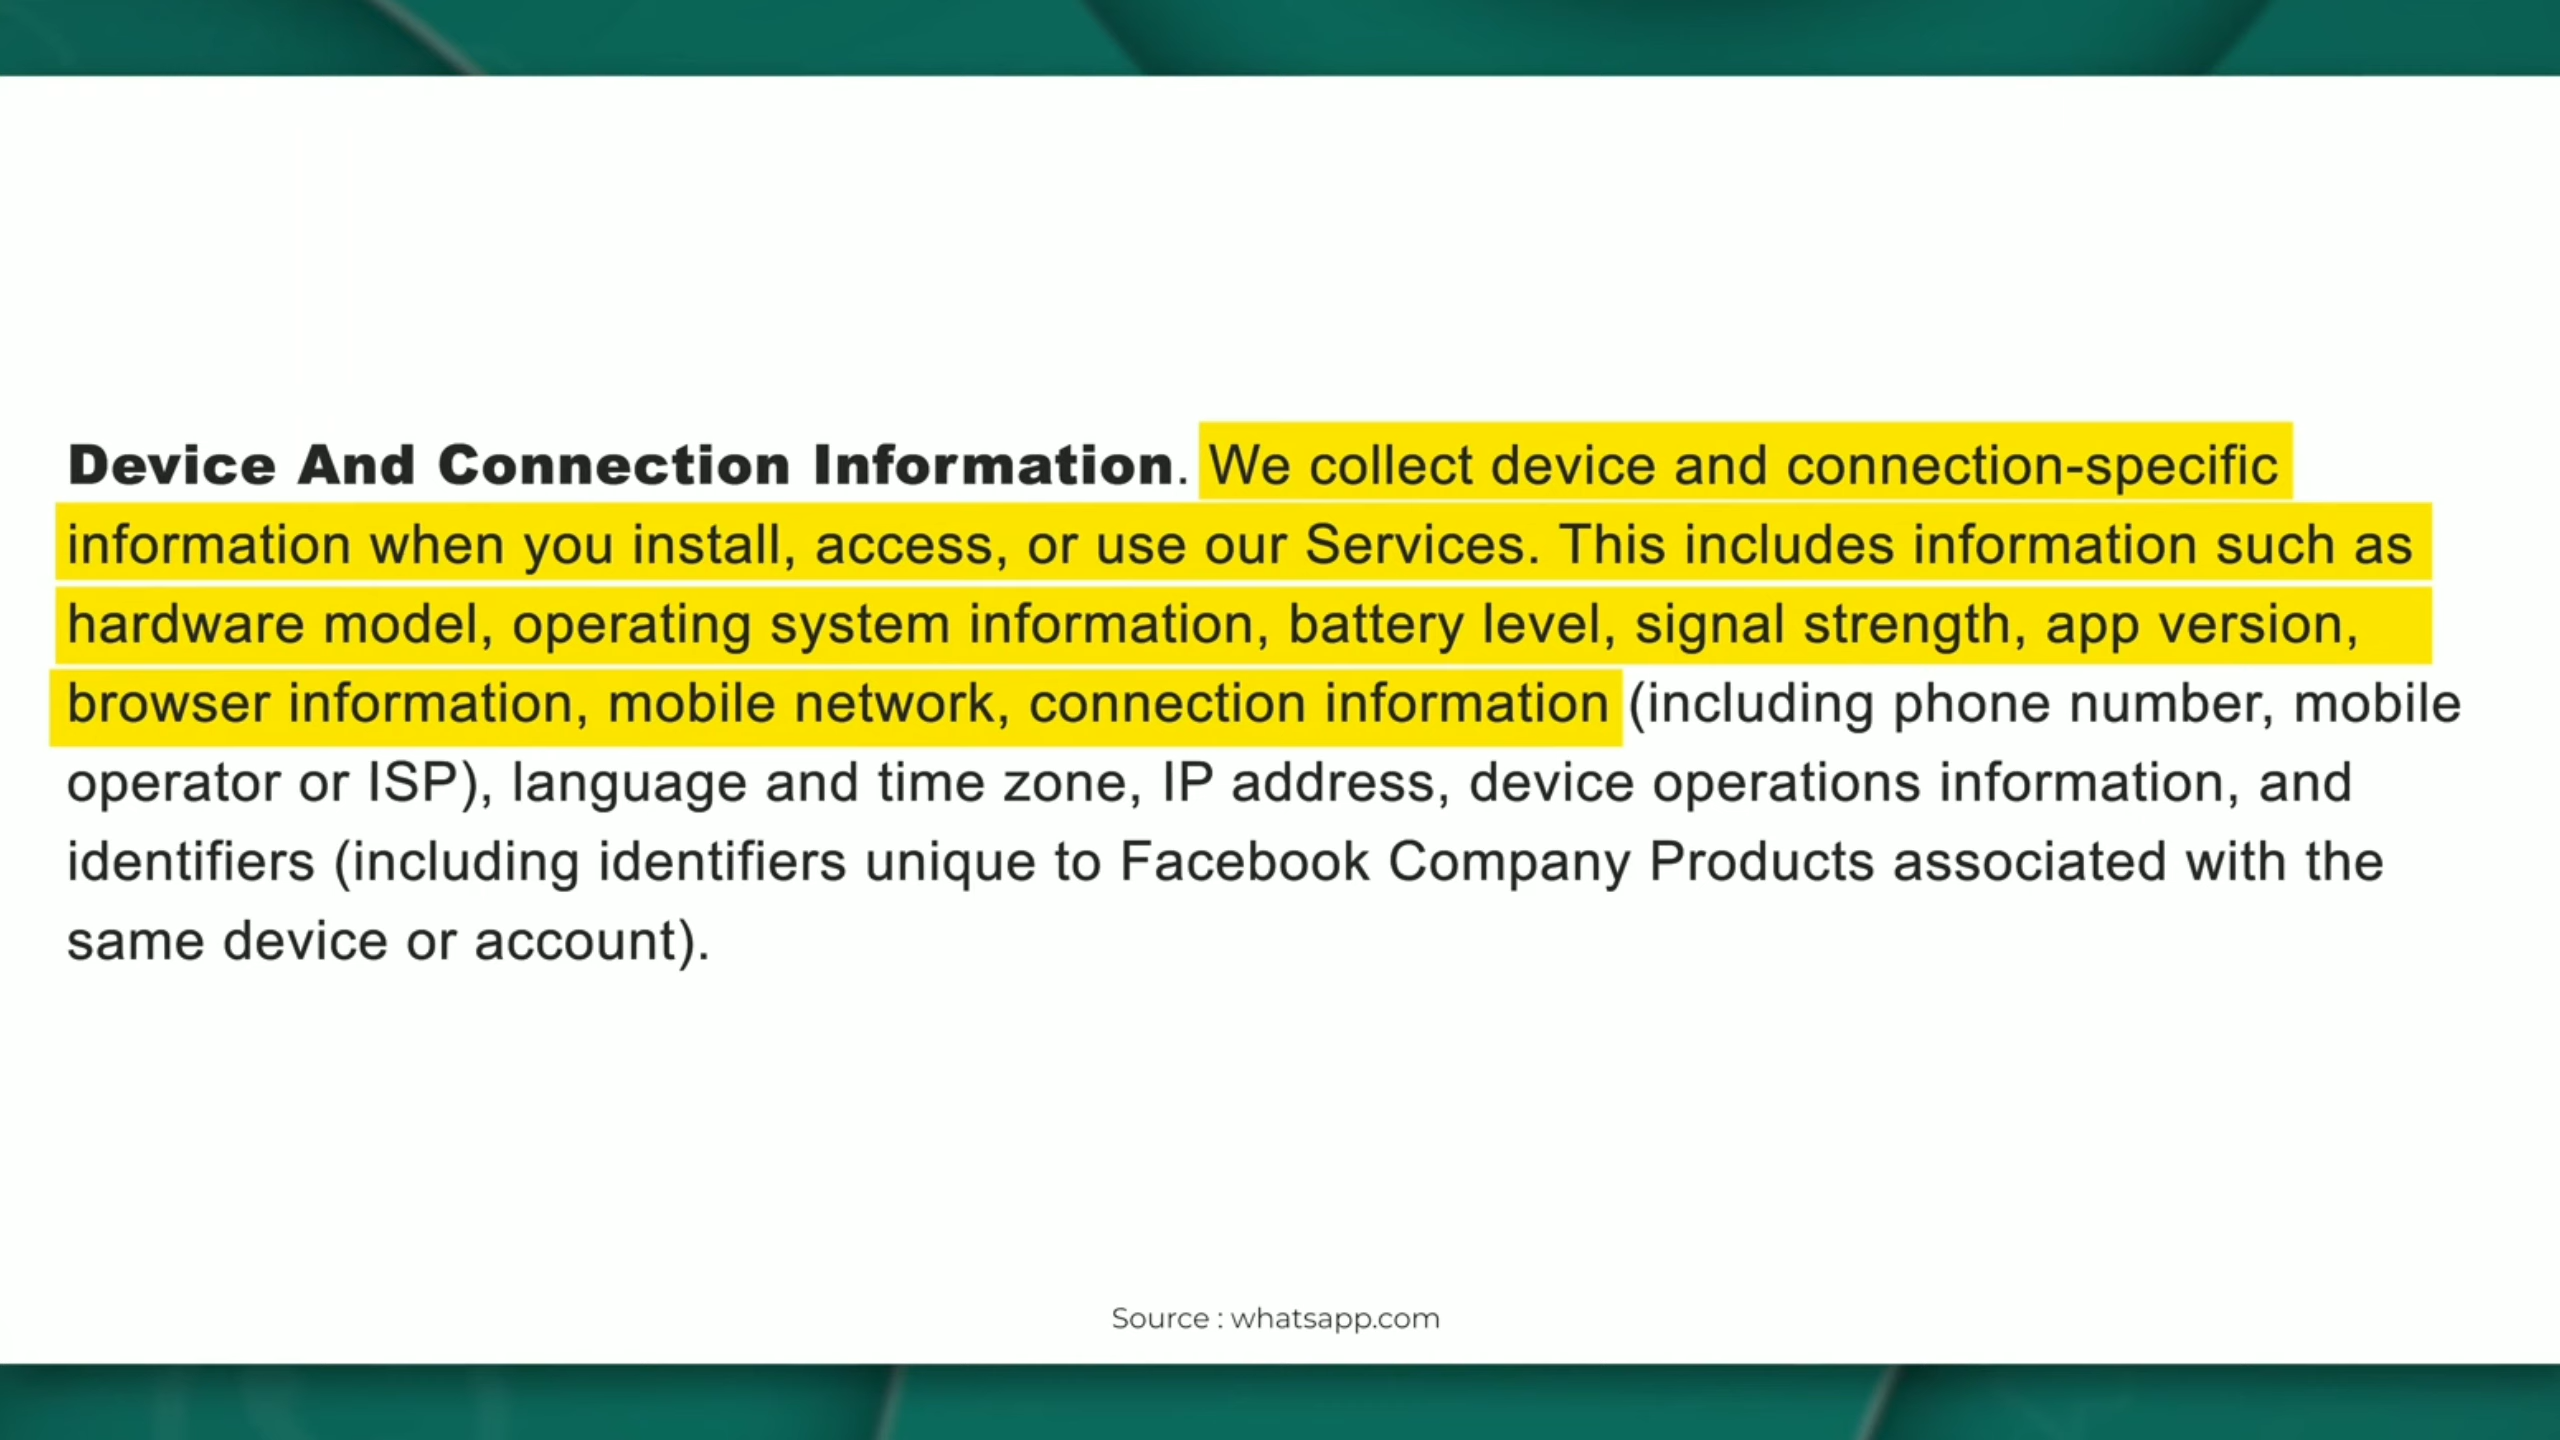 Device And Connection Information. We collect device and connection-specific
information when you install, access, or use our Services. This includes information such as
hardware model, operating system information, battery level, signal strength, app version,
browser information, mobile network, connection information (including phone number, mobile
operator or ISP), language and time zone, IP address, device operations information, and
identifiers (including identifiers unique to Facebook Company Products associated with the
same device or account).
Source : whatsapp.com